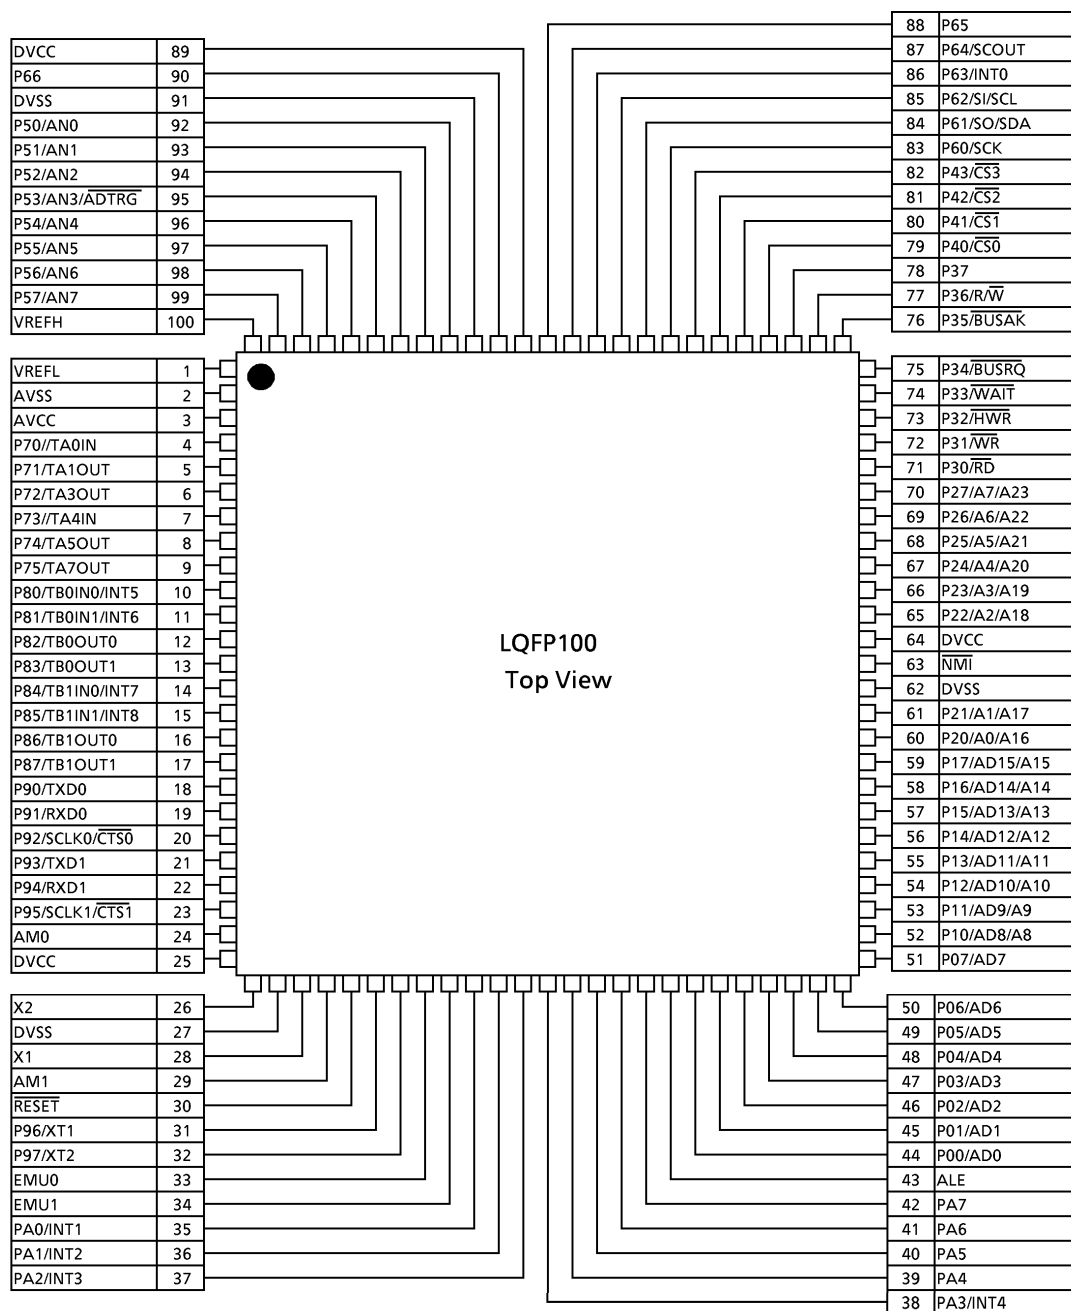 DVCC 89
P66 90
DVSS 91
P50/AN0 92
P51/AN1 93
P52/AN2 94
P53/AN3/ADTRG 95
P54/AN4 96
P55/AN5 97
P56/AN6 98
P57/AN7 99
VREFH 100
88 P65
87 P64/SCOUT
86 P63/INT0
85 P62/SI/SCL
84 P61/SO/SDA
83 P60/SCK
82 P43/CS3
81 P42/CS2
80 P41/CS1
79 P40/CS0
78 P37
77 P36/R/W
76 P35/BUSAK
VREFL 1
AVSS 2
AVCC 3
P70//TA0IN 4
P71/TA1OUT 5
P72/TA3OUT 6
P73//TA4IN 7
P74/TA5OUT 8
P75/TA7OUT 9
P80/TB0IN0/INT5 10
P81/TB0IN1/INT6 11
P82/TB0OUT0 12
P83/TB0OUT1 13
P84/TB1IN0/INT7 14
P85/TB1IN1/INT8 15
P86/TB1OUT0 16
P87/TB1OUT1 17
P90/TXD0 18
P91/RXD0 19
P92/SCLK0/CTS0 20
P93/TXD1 21
P94/RXD1 22
P95/SCLK1/CTS1 23
AM0 24
DVCC 25
LQFP100
Top View
75 P34/BUSRQ
74 P33/WAIT
73 P32/HWR
72 P31/WR
71 P30/RD
70 P27/A7/A23
69 P26/A6/A22
68 P25/A5/A21
67 P24/A4/A20
66 P23/A3/A19
65 P22/A2/A18
64 DVCC
63 NMI
62 DVSS
61 P21/A1/A17
60 P20/A0/A16
59 P17/AD15/A15
58 P16/AD14/A14
57 P15/AD13/A13
56 P14/AD12/A12
55 P13/AD11/A11
54 P12/AD10/A10
53 P11/AD9/A9
52 P10/AD8/A8
51 P07/AD7
X2 26
DVSS 27
X1 28
AM1 29
RESET 30
P96/XT1 31
P97/XT2 32
EMU0 33
EMU1 34
PA0/INT1 35
PA1/INT2 36
PA2/INT3 37
50 P06/AD6
49 P05/AD5
48 P04/AD4
47 P03/AD3
46 P02/AD2
45 P01/AD1
44 P00/AD0
43 ALE
42 PA7
41 PA6
40 PA5
39 PA4
38 PA3/INT4